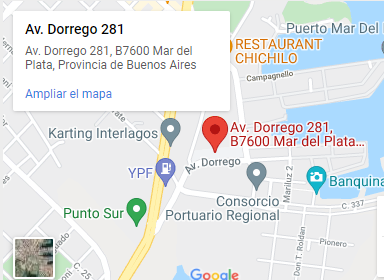 Av. Dorrego 281
Av. Dorrego 281, B7600 Mar del
Plata, Provincia de Buenos Aires
Ampliar el mapa
Puerto Mar Del
RESTAURANT
CHICHILO
Campagnello
Karting Interlagos
Av. Dorrego 281,
B7600 Mar del Plata...
Av. Dorrego
YPF
Mariluz 2
Banquina
Consorcio
Portuario Regional
C. 337
Punto Sur
Don T. Roldan
Pionero
Google